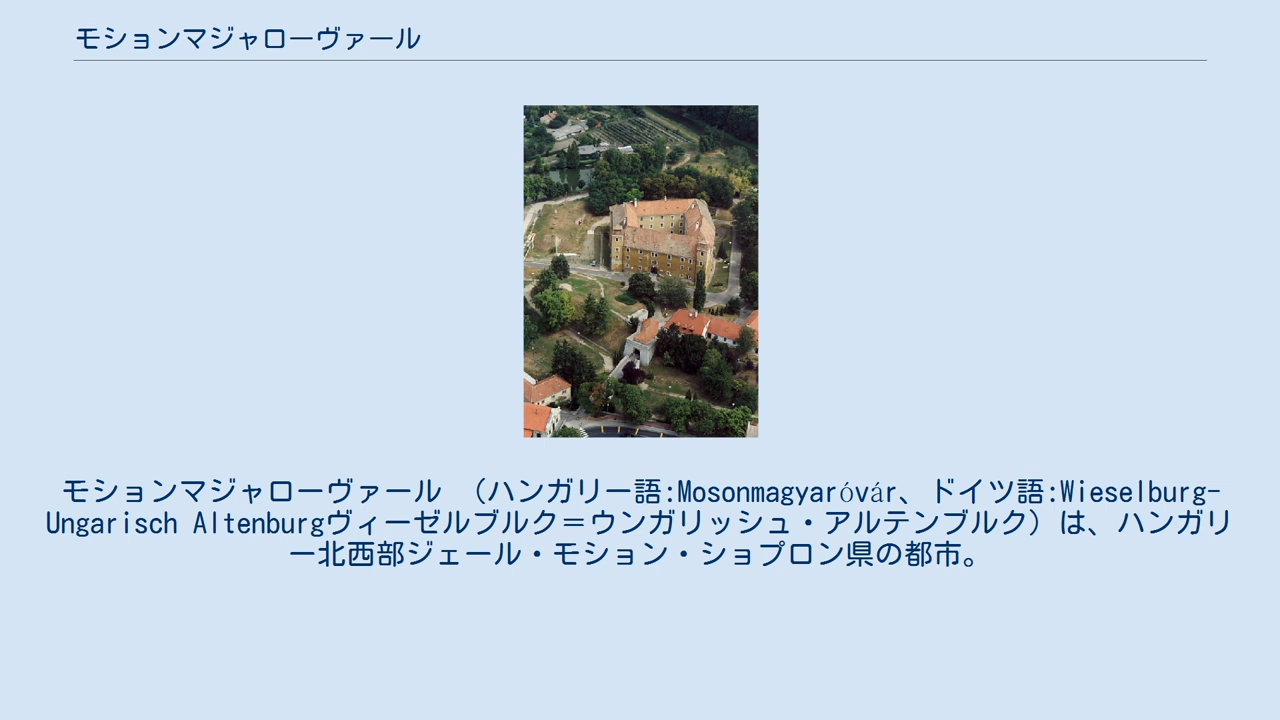 モションマジャローヴァール
モションマジャローヴァール　（ハンガリー語:Mosonmagyaróvár、ドイツ語:Wieselburg-
Ungarisch Altenburgヴィーゼルブルク＝ウンガリッシュ・アルテンブルク）は、ハンガリ
ー北西部ジェール・モション・ショプロン県の都市。